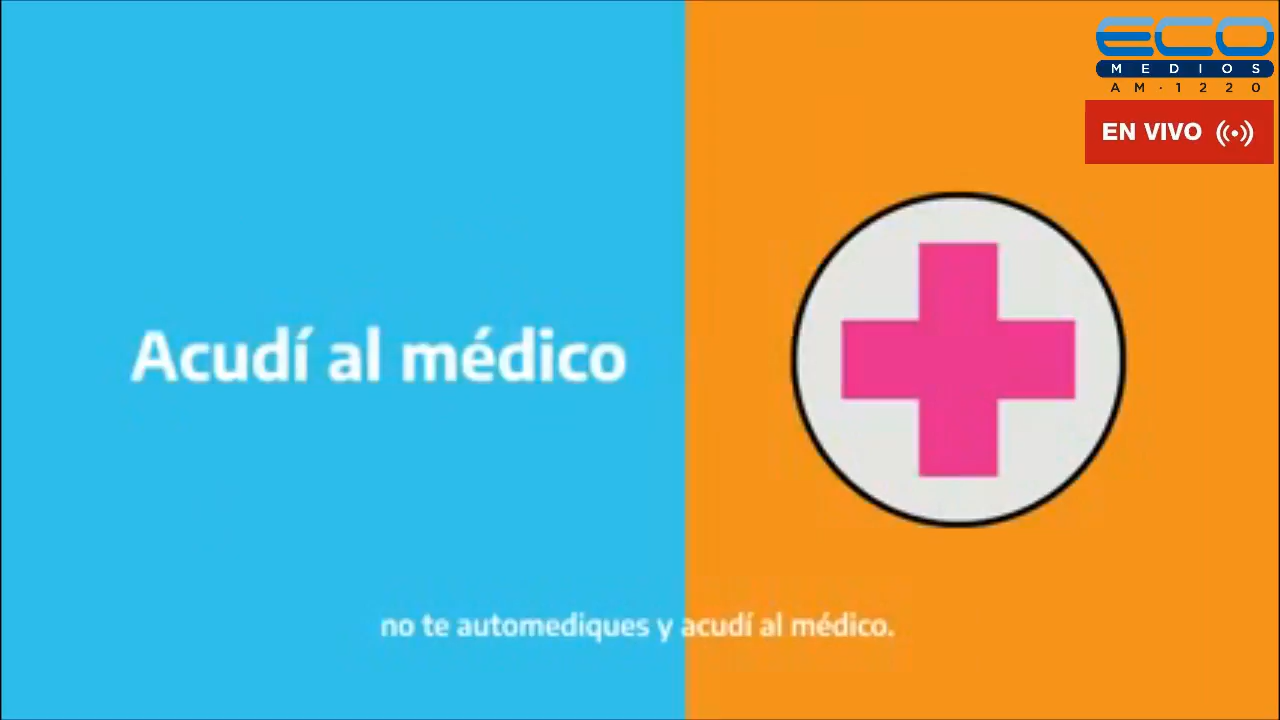 eco
MEDIOS
AM · 1220
EN VIVO
Acudí al médico
no te automediques y acudí al médico.